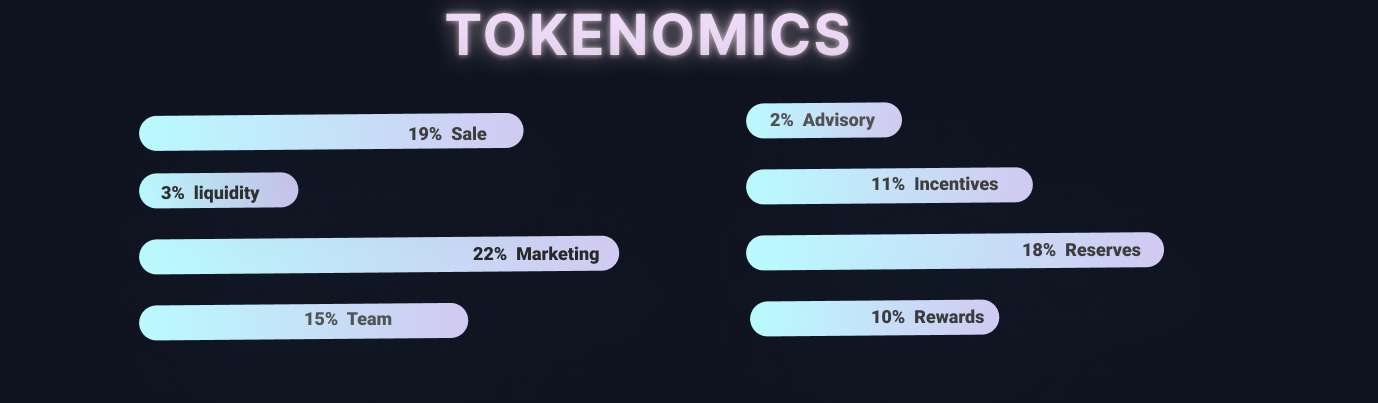 TOKENOMICS
19% Sale
3% liquidity
22% Marketing
15% Team
2% Advisory
11% Incentives
18% Reserves
10% Rewards